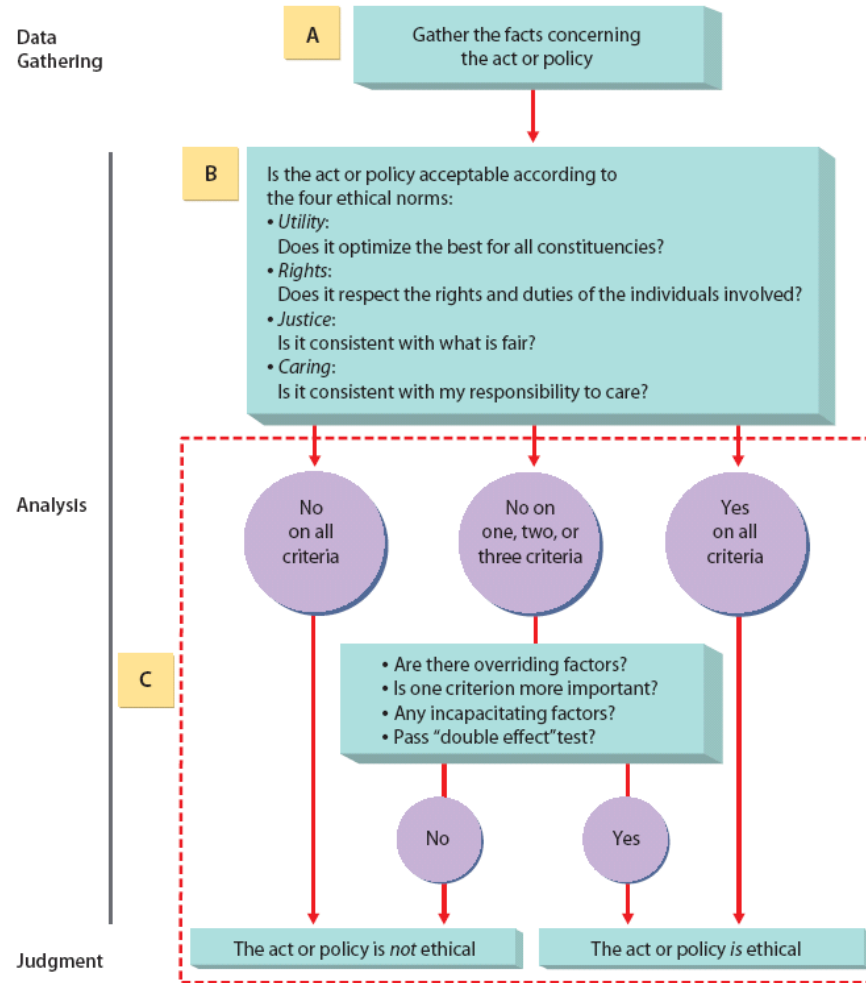 Data
Gathering
A
Gather the facts concerning
the act or policy
B
Is the act or policy acceptable according to
the four ethical norms:
• Utility:
Does it optimize the best for all constituencies?
• Rights:
Does it respect the rights and duties of the individuals involved?
• Justice:
Is it consistent with what is fair?
• Caring:
Is it consistent with my responsibility to care?
Analysis
No
on all
criteria
No on
one, two, or
three criteria
Yes
on all
criteria
C
• Are there overriding factors?
• Is one criterion more important?
• Any incapacitating factors?
• Pass “double effect”test?
No
Yes
Judgment
The act or policy is not ethical
The act or policy is ethical